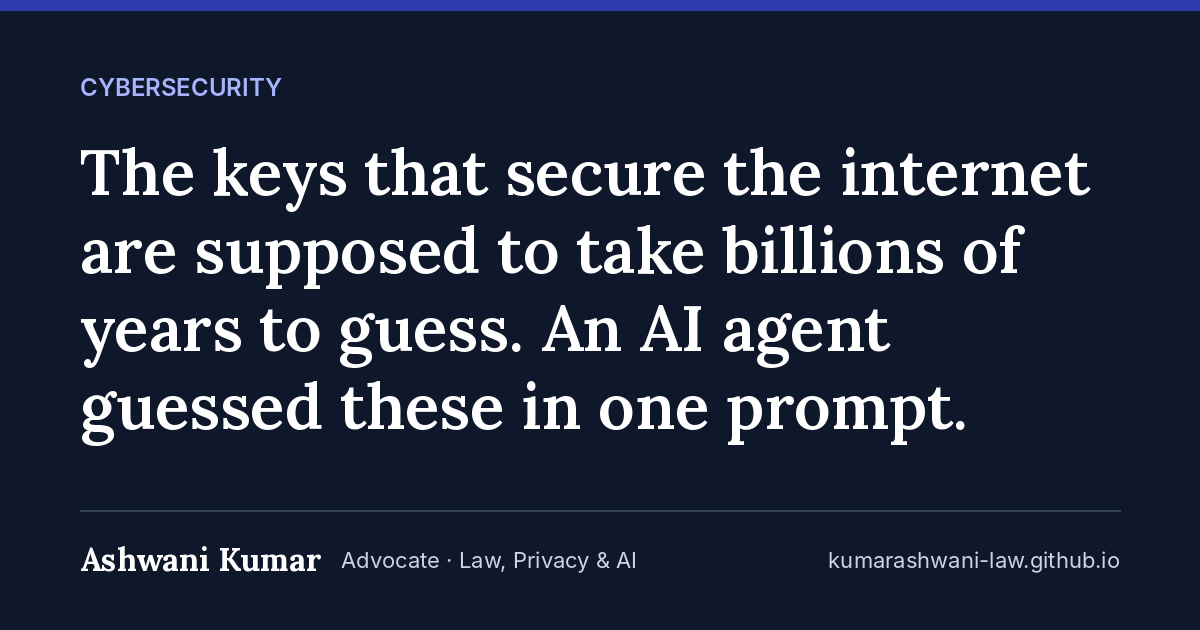 CYBERSECURITY
The keys that secure the internet
are supposed to take billions of
years to guess. An AI agent
guessed these in one prompt.
Ashwani Kumar Advocate · Law, Privacy & AI kumarashwani-law.github.io